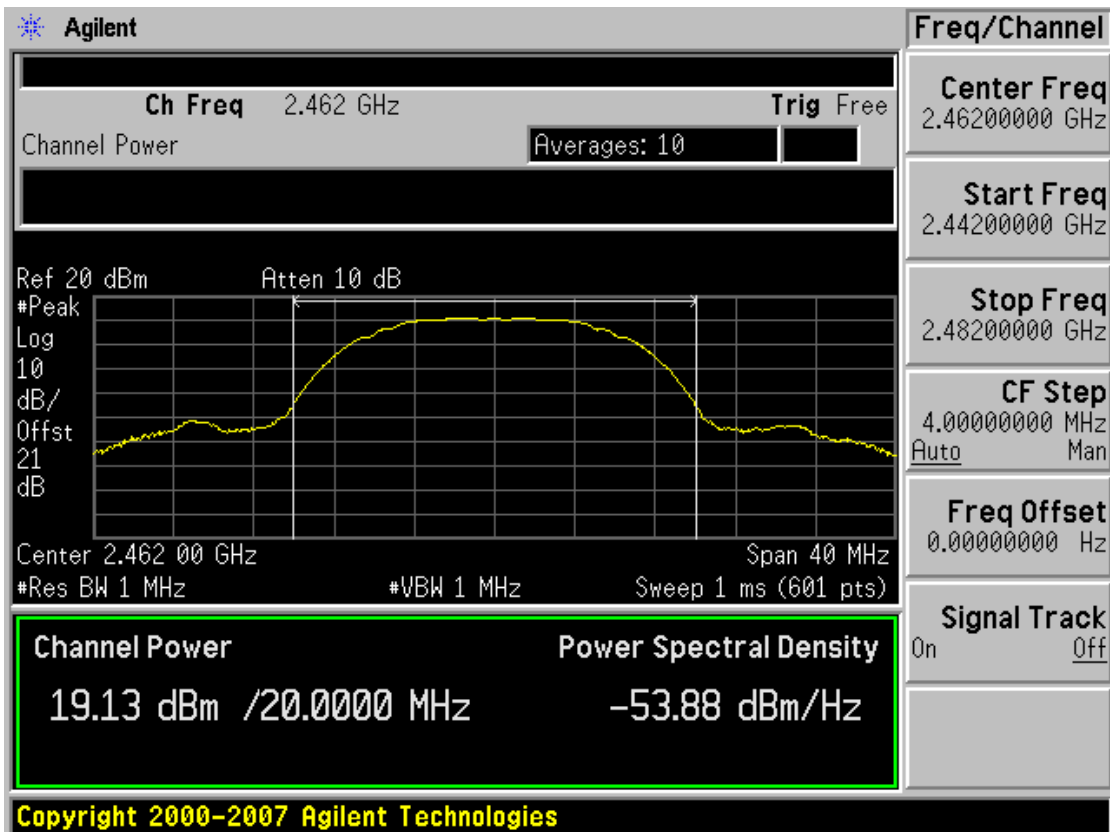 Agilent
Ch Freq 2.462 GHz Trig Free
Channel Power Averages: 10
Ref 20 dBm Atten 10 dB
#Peak
Log
10
dB/
Offst
21
dB
Center 2.462 00 GHz Span 40 MHz
#Res BW 1 MHz #VBW 1 MHz Sweep 1 ms (601 pts)
Channel Power Power Spectral Density
19.13 dBm /20.0000 MHz -53.88 dBm/Hz
Copyright 2000-2007 Agilent Technologies
Freq/Channel
Center Freq
2.46200000 GHz
Start Freq
2.44200000 GHz
Stop Freq
2.48200000 GHz
CF Step
4.00000000 MHz
Auto Man
Freq Offset
0.00000000 Hz
Signal Track
On Off